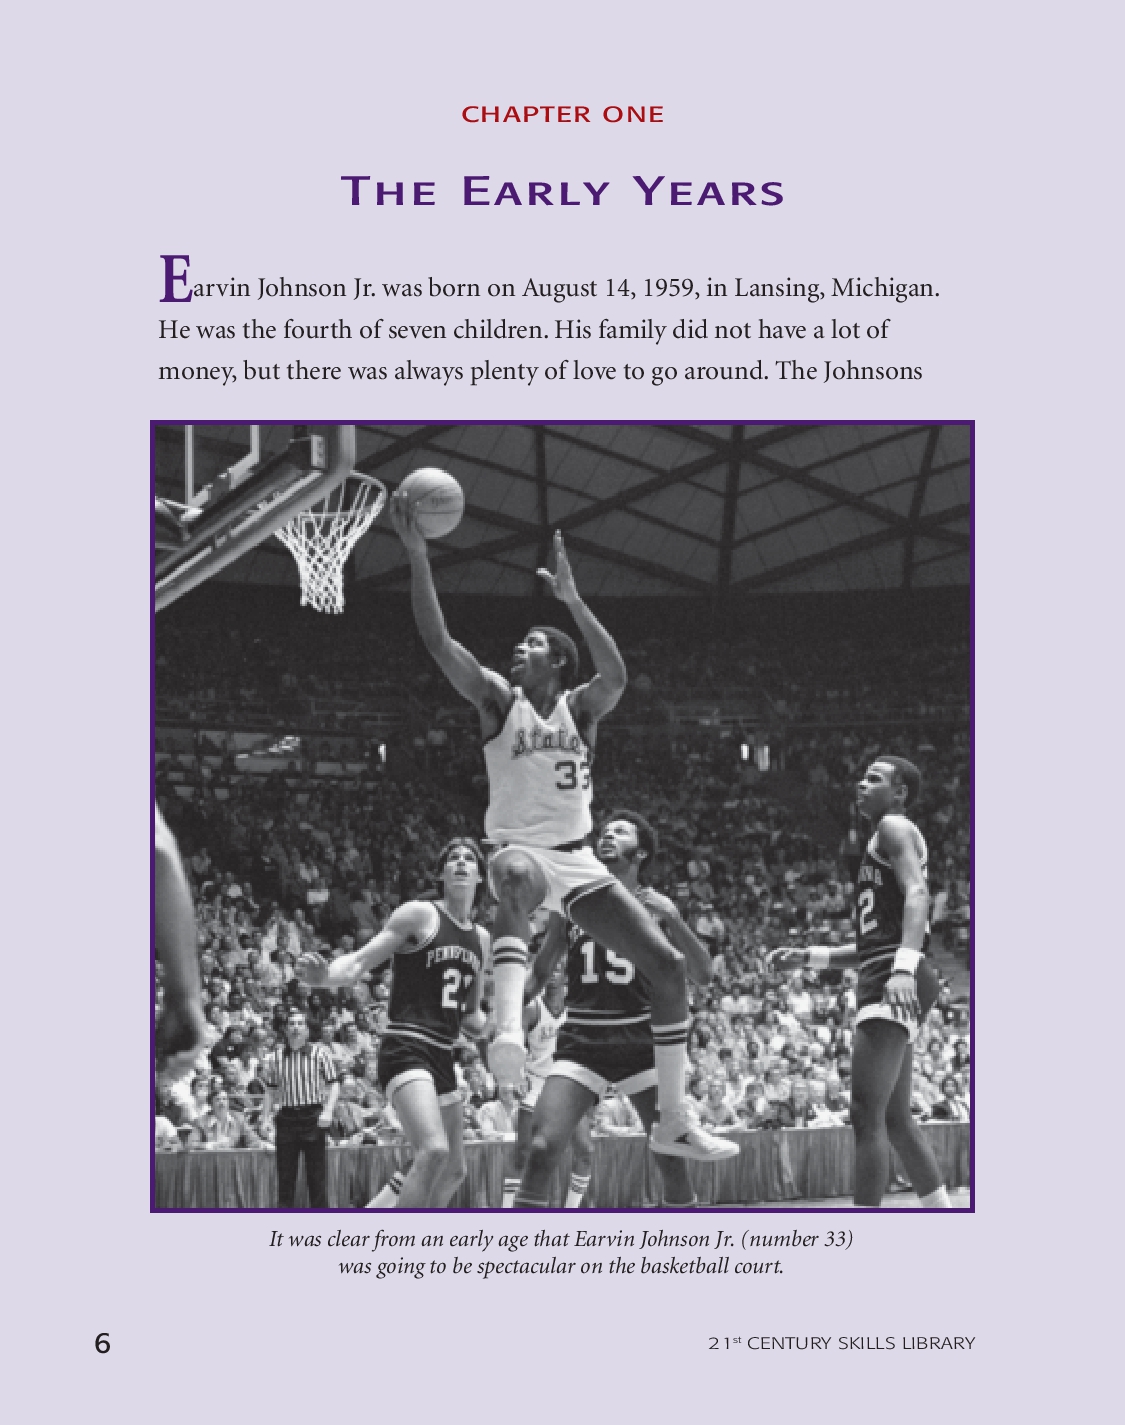 CHAPTER ONE
THE EARLY YEARS
Earvin Johnson Jr. was born on August 14, 1959, in Lansing, Michigan.
He was the fourth of seven children. His family did not have a lot of
money, but there was always plenty of love to go around. The Johnsons
State
33
15
2
It was clear from an early age that Earvin Johnson Jr. (number 33)
was going to be spectacular on the basketball court.
6
21st CENTURY SKILLS LIBRARY